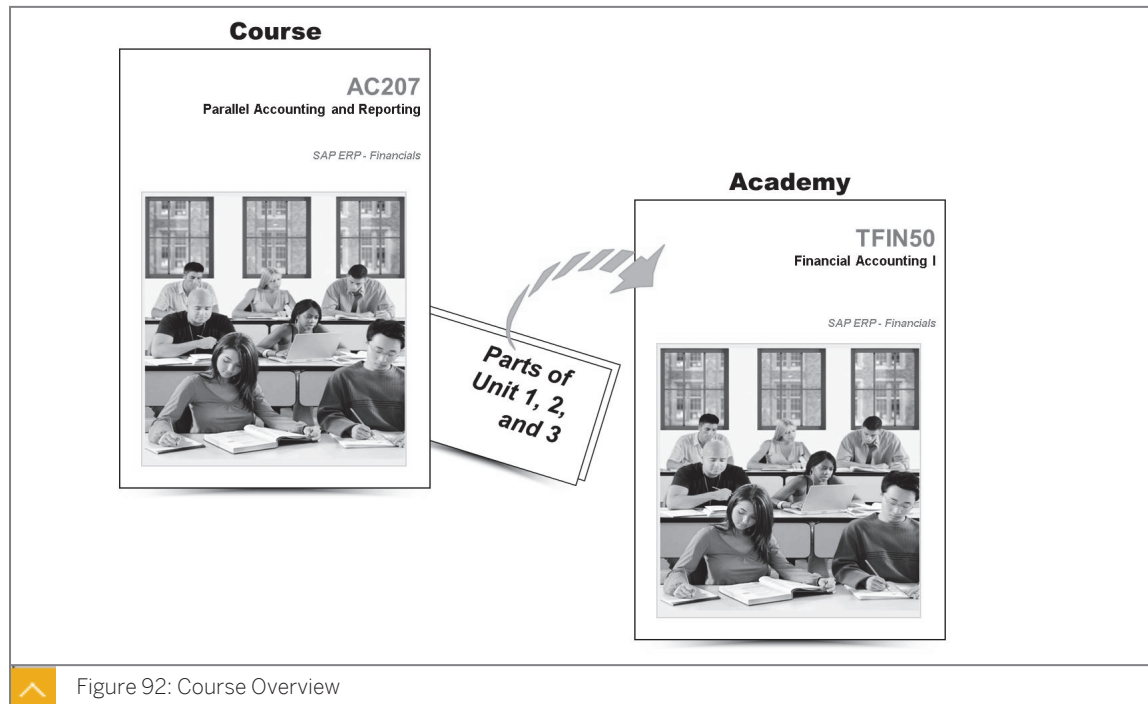 Course
AC207
Parallel Accounting and Reporting
SAP ERP - Financials
Parts of
Unit 1, 2,
and 3
Academy
TFIN50
Financial Accounting I
SAP ERP - Financials
Figure 92: Course Overview